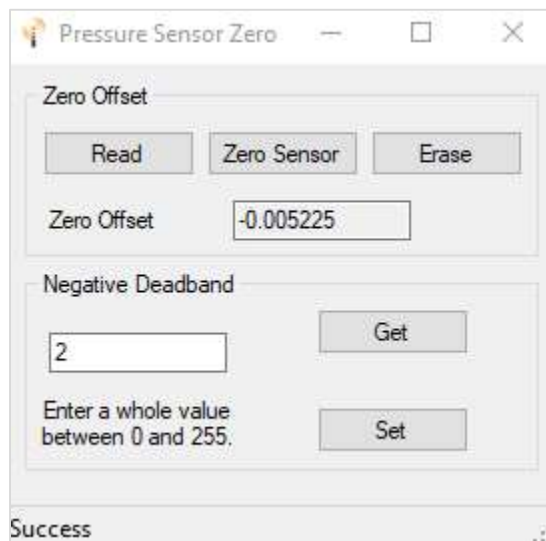 Pressure Sensor Zero
Zero Offset
Read Zero Sensor Erase
Zero Offset -0.005225
Negative Deadband
Get
2
Enter a whole value
between 0 and 255.
Set
Success